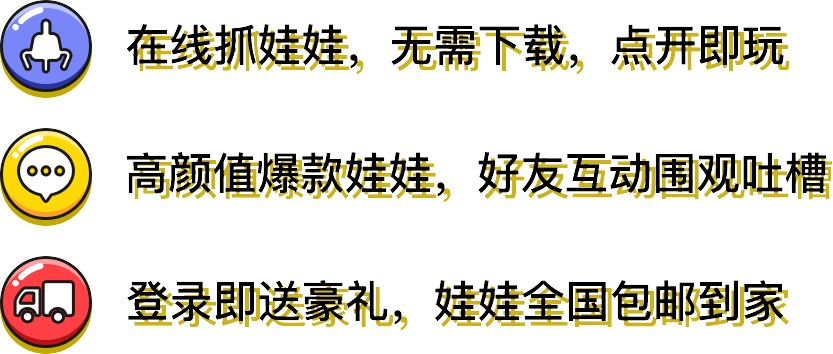 在线抓娃娃，无需下载，点开即玩
高颜值爆款娃娃，好友互动围观吐槽
登录即送豪礼，娃娃全国包邮到家